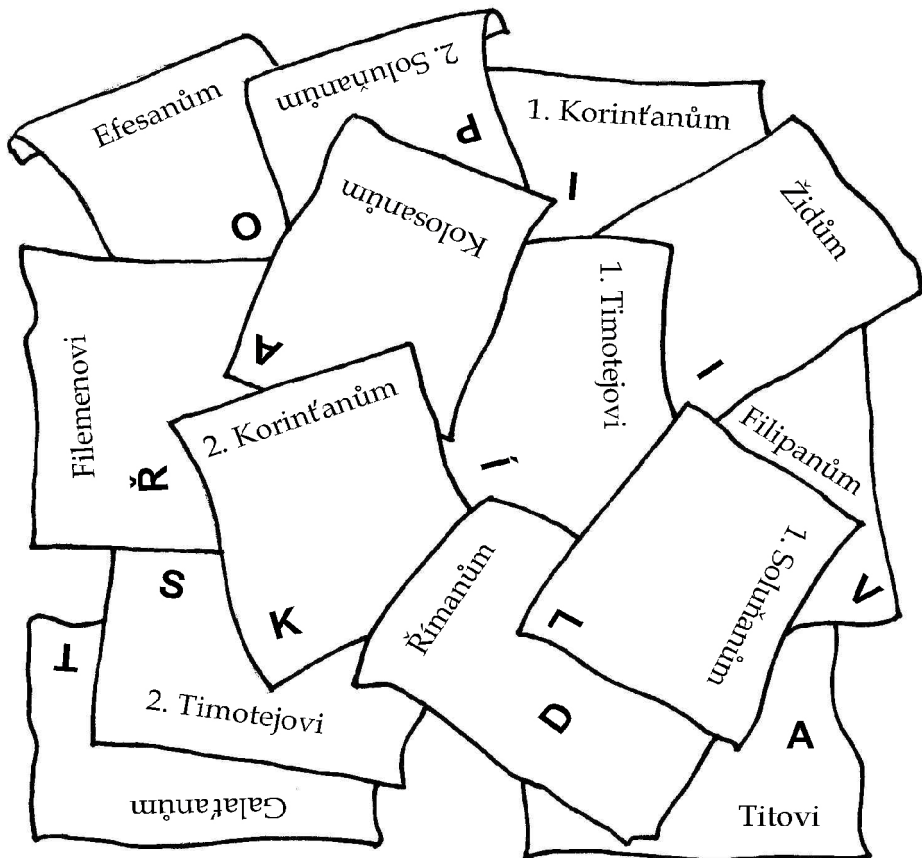 Efesanům
O
2. Soluňanům
P
1. Korinťanům
I
Židům
I
Kolosanům
A
1. Timotejovi
Í
Filemenovi
Ř
2. Korinťanům
K
Filipanům
V
1. Soluňanům
L
Římanům
D
S
2. Timotejovi
T
Galaťanům
A
Titovi